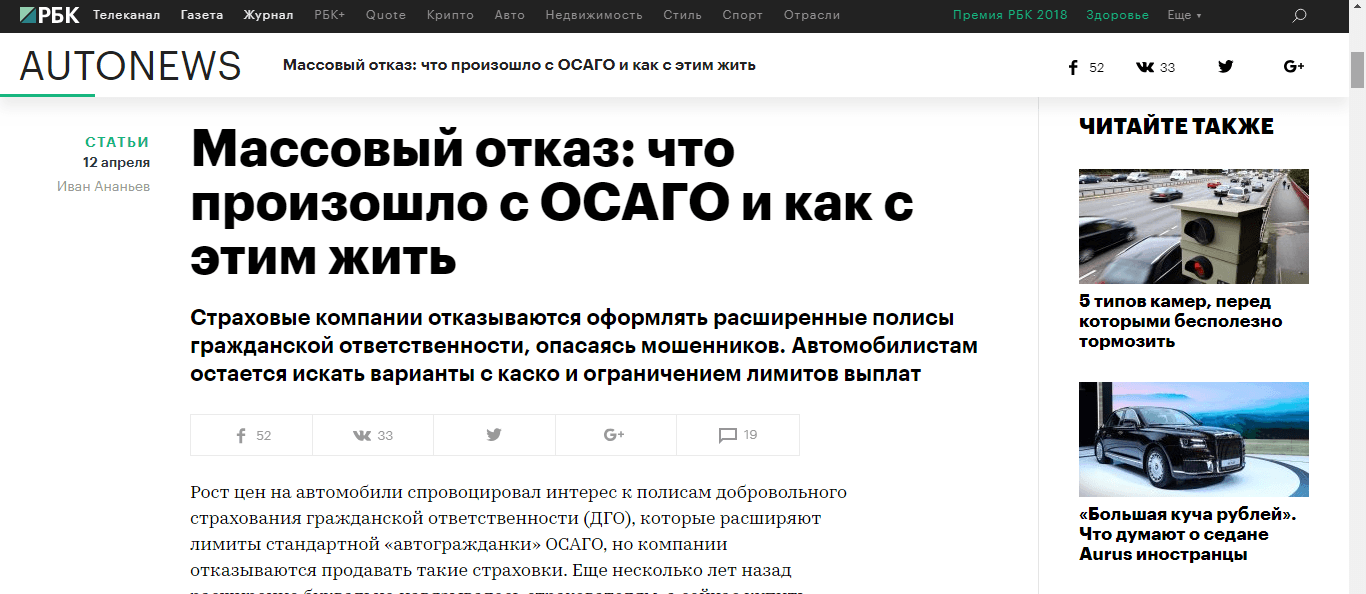 РБК Телеканал Газета Журнал РБК+ Quote Крипто Авто Недвижимость Стиль Спорт Отрасли Премия РБК 2018 Здоровье Еще
AUTONEWS Массовый отказ: что произошло с ОСАГО и как с этим жить 52 33 G+
СТАТЬИ
12 апреля
Иван Ананьев
Массовый отказ: что
произошло с ОСАГО и как с
этим жить
Страховые компании отказываются оформлять расширенные полисы
гражданской ответственности, опасаясь мошенников. Автомобилистам
остается искать варианты с каско и ограничением лимитов выплат
52 33 G+ 19
Рост цен на автомобили спровоцировал интерес к полисам добровольного
страхования гражданской ответственности (ДГО), которые расширяют
лимиты стандартной «автогражданки» ОСАГО, но компании
отказываются продавать такие страховки. Еще несколько лет назад
ЧИТАЙТЕ ТАКЖЕ
5 типов камер, перед
которыми бесполезно
тормозить
«Большая куча рублей».
Что думают о седане
Aurus иностранцы